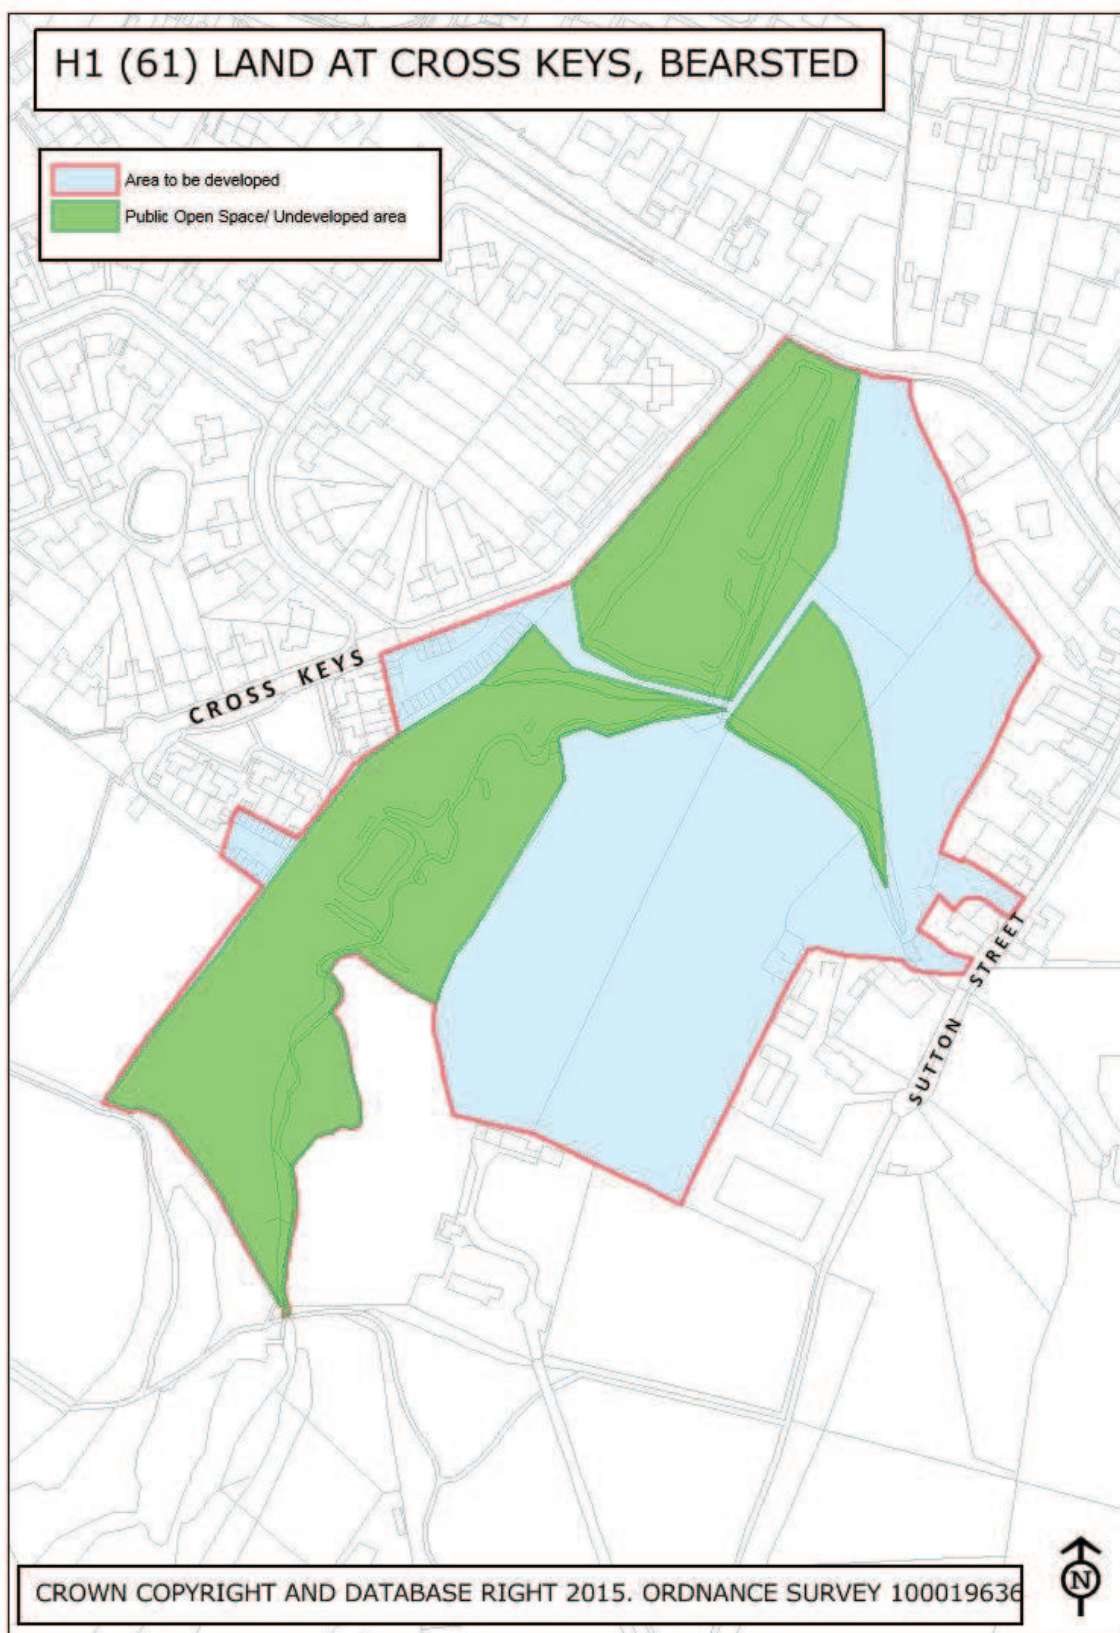 H1 (61) LAND AT CROSS KEYS, BEARSTED
Area to be developed
Public Open Space/ Undeveloped area
CROSS KEYS
SUTTON STREET
CROWN COPYRIGHT AND DATABASE RIGHT 2015. ORDNANCE SURVEY 100019636
N